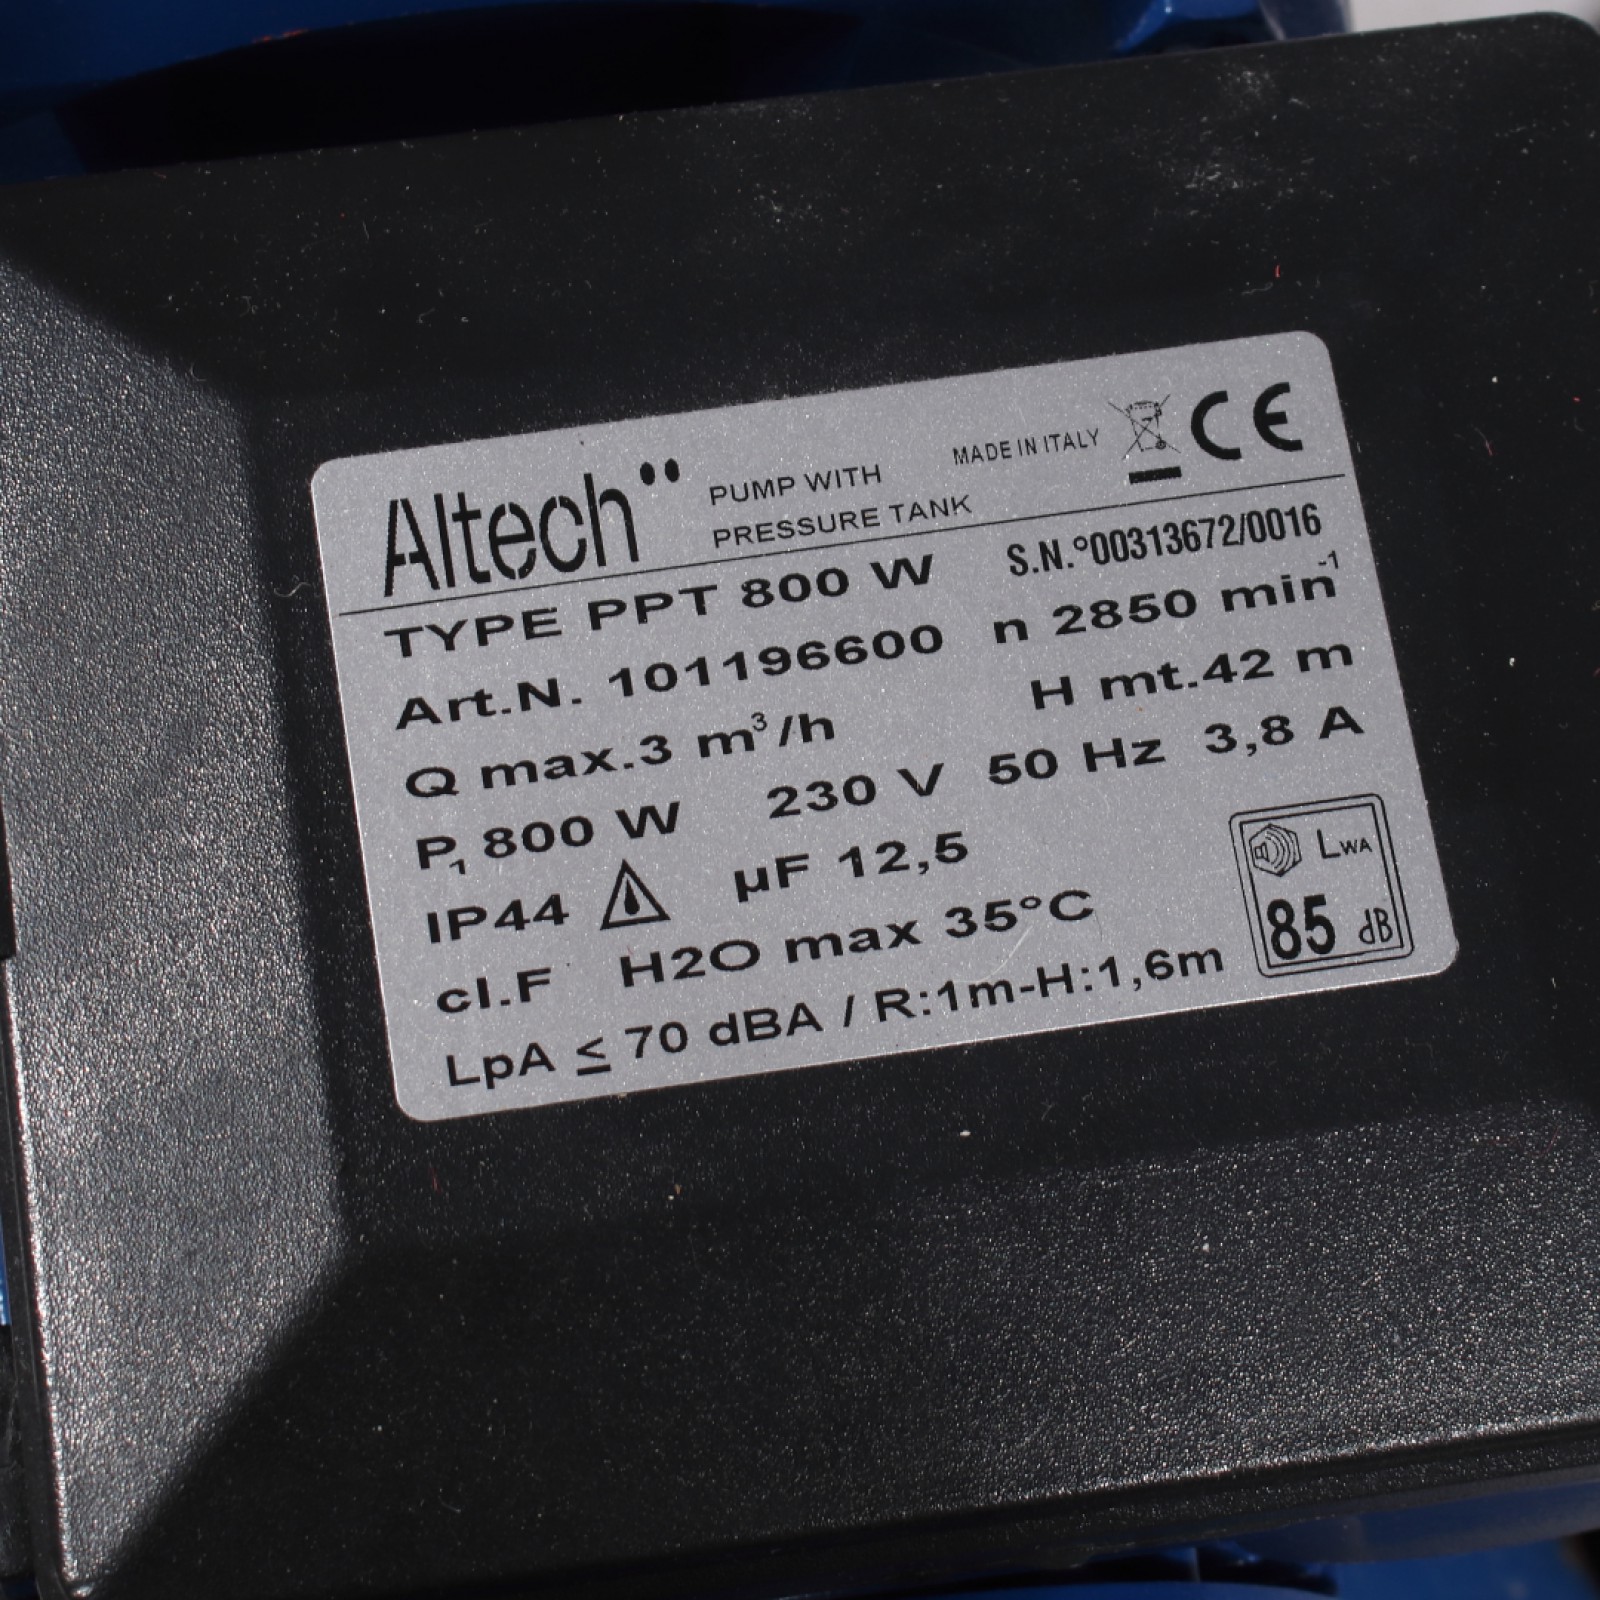 Altech
PUMP WITH
PRESSURE TANK
MADE IN ITALY
CE
TYPE PPT 800 W S.N.°00313672/0016
Art.N. 101196600 n 2850 min⁻¹
Q max.3 m³/h H mt.42 m
P₁ 800 W 230 V 50 Hz 3,8 A
IP44 µF 12,5
cl.F H2O max 35°C
LpA ≤ 70 dBA / R:1m-H:1,6m
LWA
85 dB